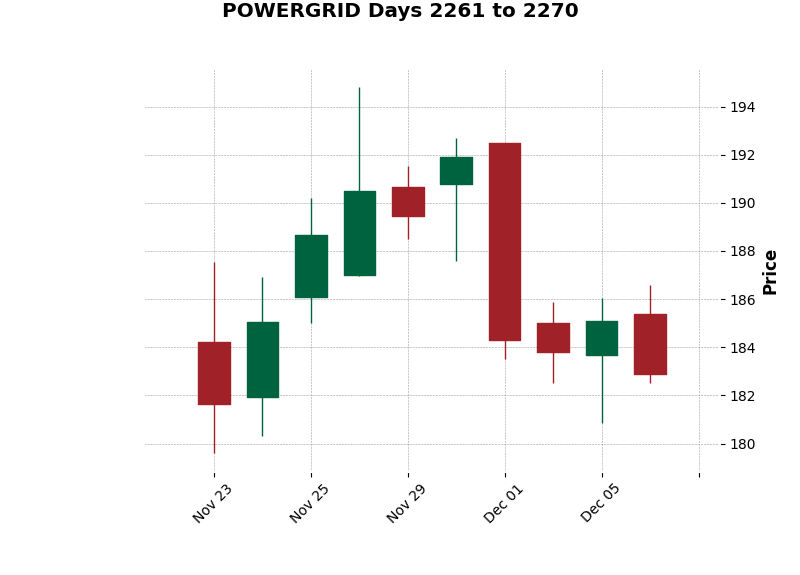 POWERGRID Days 2261 to 2270
194
192
190
188
186
184
182
180
Price
Nov 23
Nov 25
Nov 29
Dec 01
Dec 05